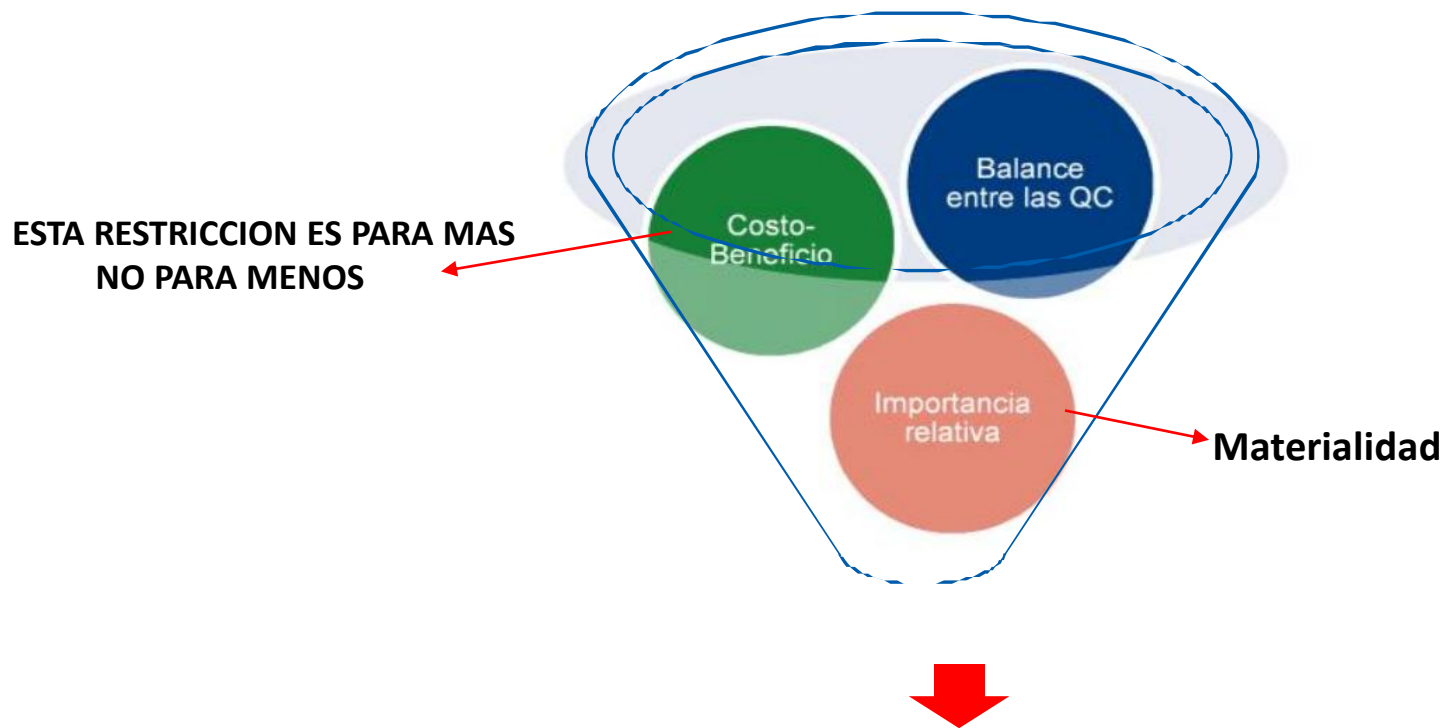 Balance
entre las QC
Costo-
Beneficio
ESTA RESTRICCION ES PARA MAS
NO PARA MENOS
Importancia
relativa
Materialidad